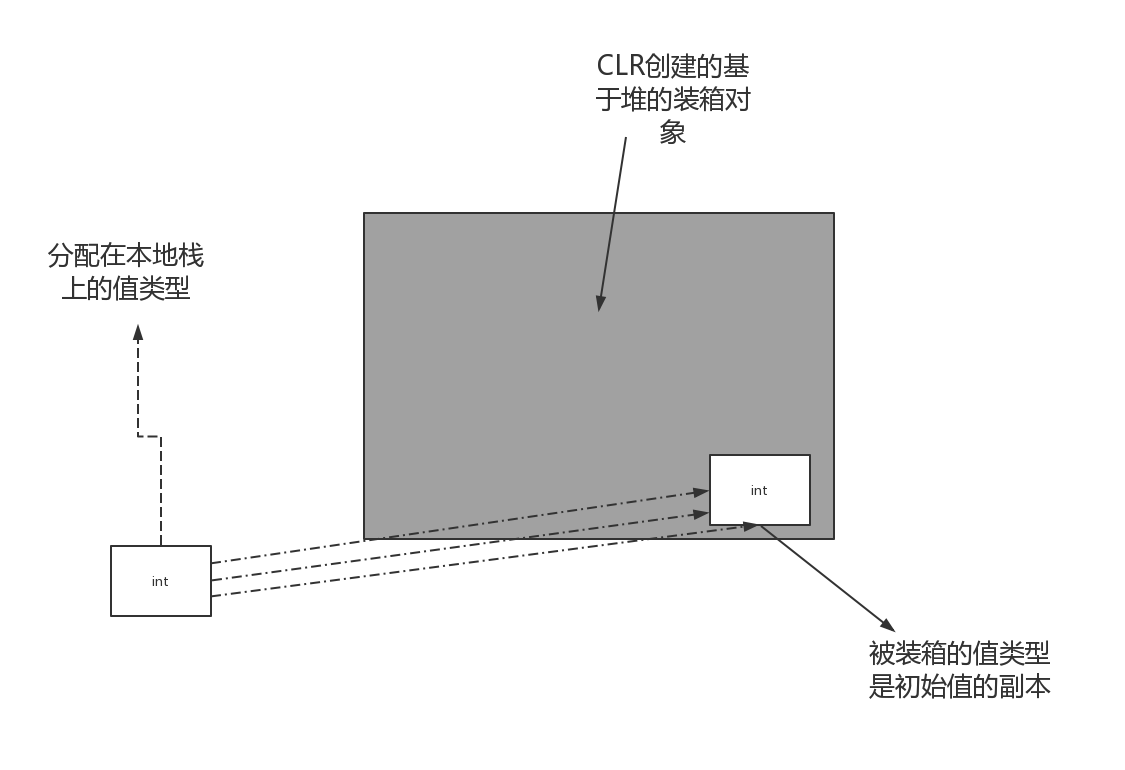 CLR创建的基
于堆的装箱对
象
分配在本地栈
上的值类型
int
int
被装箱的值类型
是初始值的副本